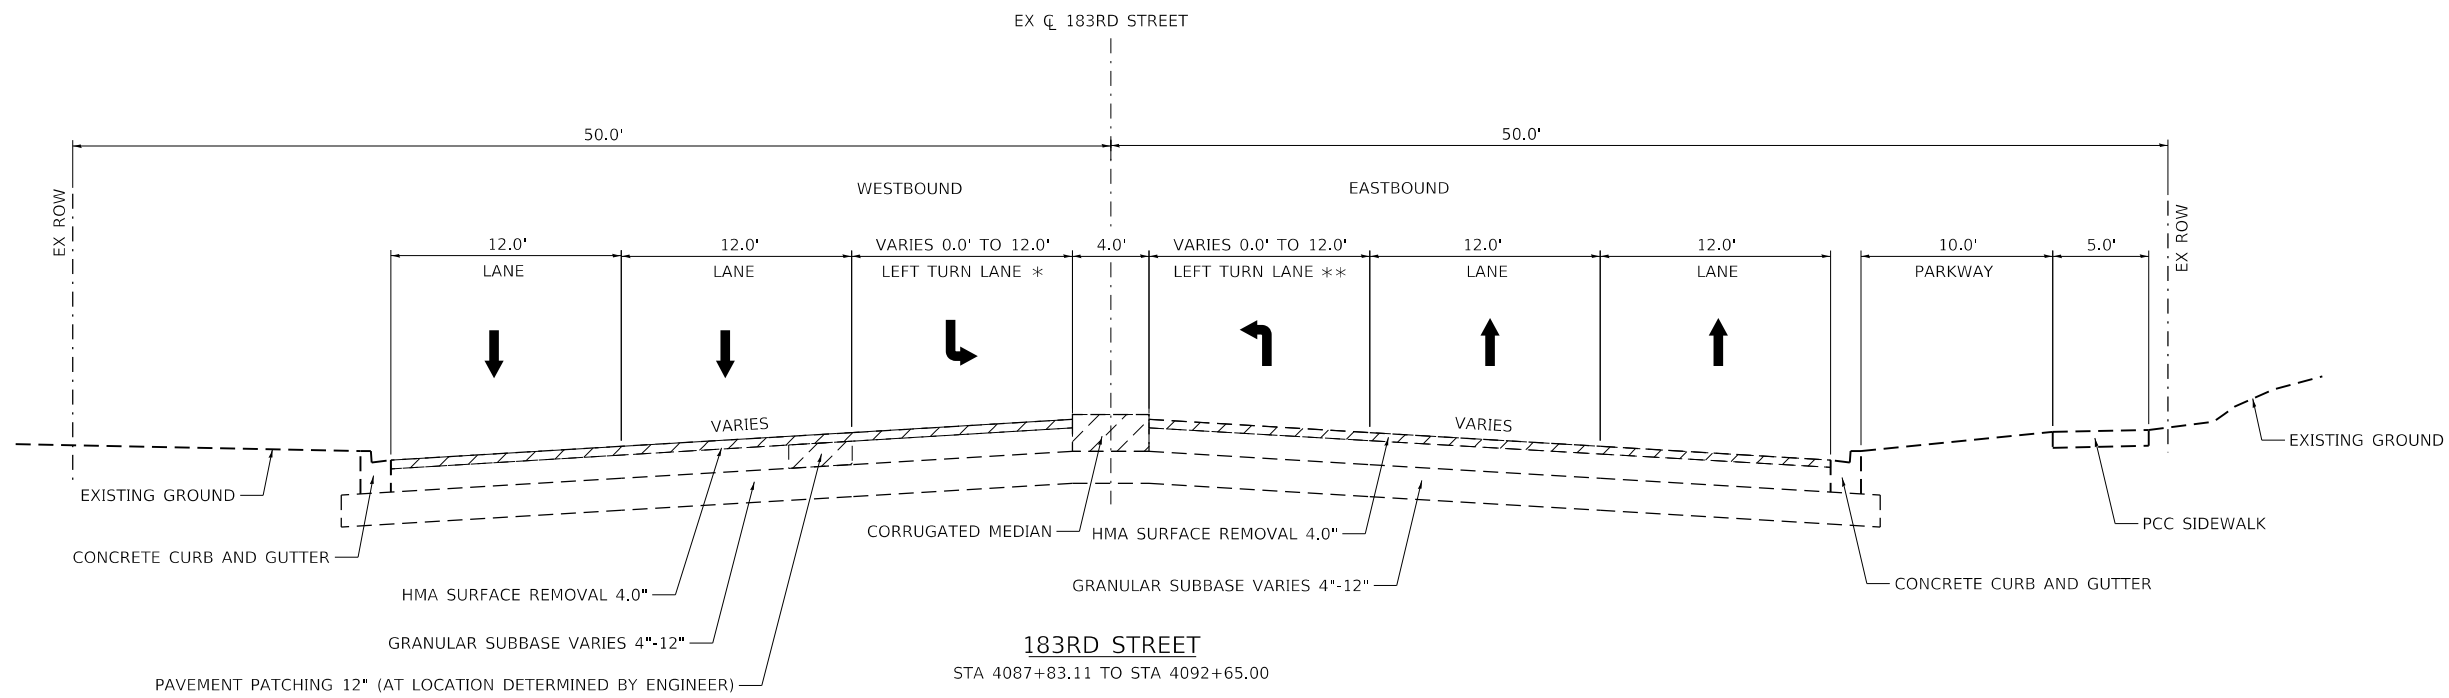 EX ℄ 183RD STREET
50.0'
50.0'
EX ROW
WESTBOUND
EASTBOUND
EX ROW
12.0'
LANE
12.0'
LANE
VARIES 0.0' TO 12.0'
LEFT TURN LANE *
4.0'
VARIES 0.0' TO 12.0'
LEFT TURN LANE **
12.0'
LANE
12.0'
LANE
10.0'
PARKWAY
5.0'
VARIES
VARIES
EXISTING GROUND
EXISTING GROUND
CORRUGATED MEDIAN
HMA SURFACE REMOVAL 4.0"
PCC SIDEWALK
CONCRETE CURB AND GUTTER
GRANULAR SUBBASE VARIES 4"-12"
CONCRETE CURB AND GUTTER
HMA SURFACE REMOVAL 4.0"
GRANULAR SUBBASE VARIES 4"-12"
PAVEMENT PATCHING 12" (AT LOCATION DETERMINED BY ENGINEER)
183RD STREET
STA 4087+83.11 TO STA 4092+65.00